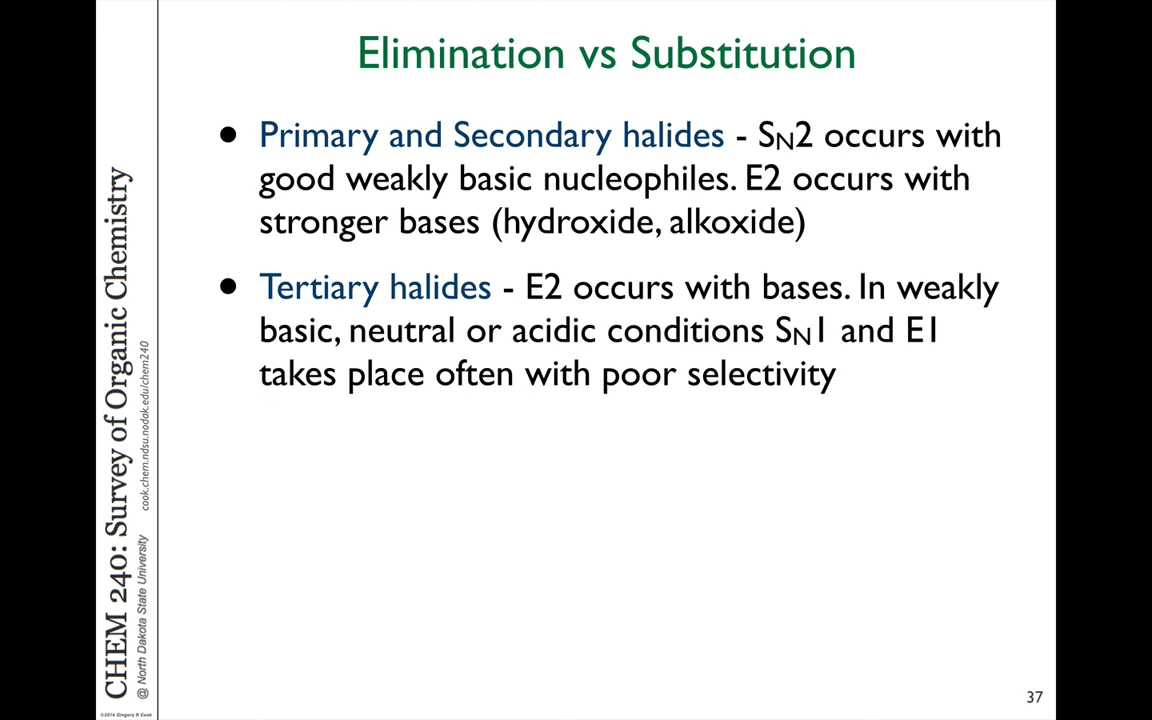 Elimination vs Substitution
• Primary and Secondary halides - SN2 occurs with
good weakly basic nucleophiles. E2 occurs with
stronger bases (hydroxide, alkoxide)
• Tertiary halides - E2 occurs with bases. In weakly
basic, neutral or acidic conditions SN1 and E1
takes place often with poor selectivity
CHEM 240: Survey of Organic Chemistry
@ North Dakota State University
cook.chem.ndsu.nodak.edu/chem240
©2016 Gregory R Cook
37